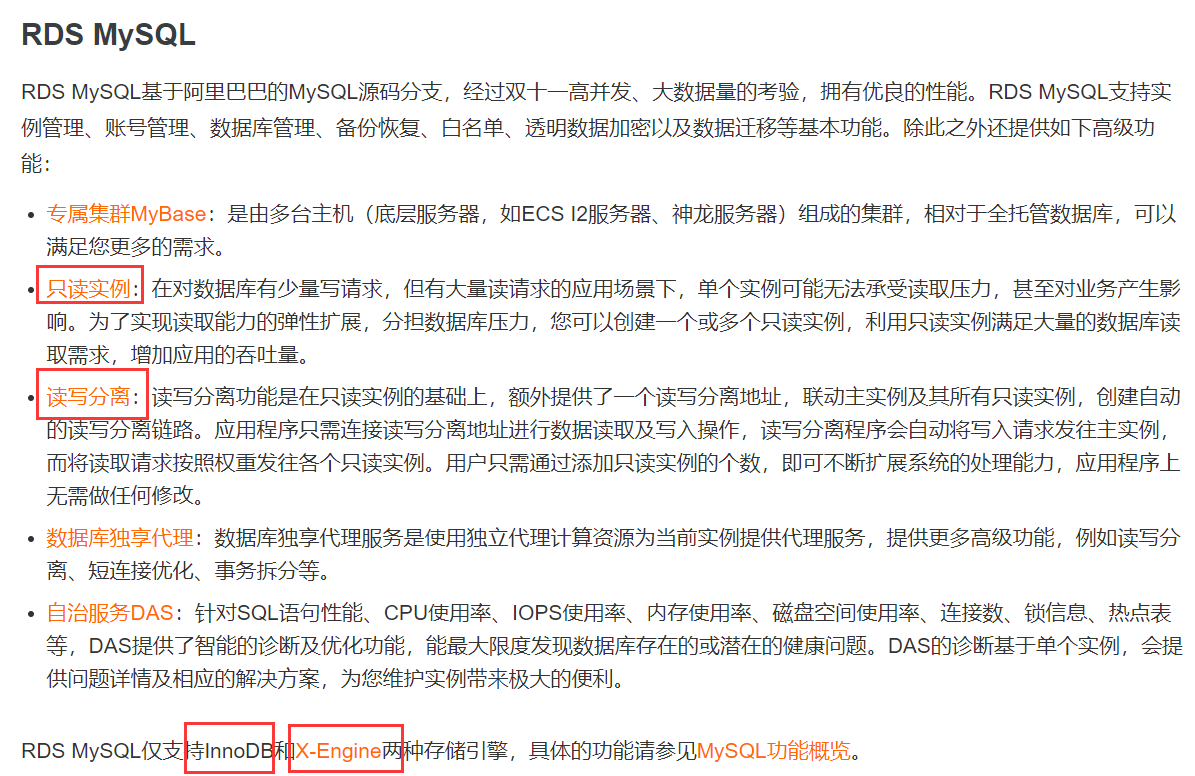 RDS MySQL
RDS MySQL基于阿里巴巴的MySQL源码分支，经过双十一高并发、大数据量的考验，拥有优良的性能。RDS MySQL支持实
例管理、账号管理、数据库管理、备份恢复、白名单、透明数据加密以及数据迁移等基本功能。除此之外还提供如下高级功
能：
• 专属集群MyBase：是由多台主机（底层服务器，如ECS I2服务器、神龙服务器）组成的集群，相对于全托管数据库，可以
满足您更多的需求。
• 只读实例：在对数据库有少量写请求，但有大量读请求的应用场景下，单个实例可能无法承受读取压力，甚至对业务产生影
响。为了实现读取能力的弹性扩展，分担数据库压力，您可以创建一个或多个只读实例，利用只读实例满足大量的数据库读
取需求，增加应用的吞吐量。
• 读写分离：读写分离功能是在只读实例的基础上，额外提供了一个读写分离地址，联动主实例及其所有只读实例，创建自动
的读写分离链路。应用程序只需连接读写分离地址进行数据读取及写入操作，读写分离程序会自动将写入请求发往主实例，
而将读取请求按照权重发往各个只读实例。用户只需通过添加只读实例的个数，即可不断扩展系统的处理能力，应用程序上
无需做任何修改。
• 数据库独享代理：数据库独享代理服务是使用独立代理计算资源为当前实例提供代理服务，提供更多高级功能，例如读写分
离、短连接优化、事务拆分等。
• 自治服务DAS：针对SQL语句性能、CPU使用率、IOPS使用率、内存使用率、磁盘空间使用率、连接数、锁信息、热点表
等，DAS提供了智能的诊断及优化功能，能最大限度发现数据库存在的或潜在的健康问题。DAS的诊断基于单个实例，会提
供问题详情及相应的解决方案，为您维护实例带来极大的便利。
RDS MySQL仅支持InnoDB和X-Engine两种存储引擎，具体的功能请参见MySQL功能概览。